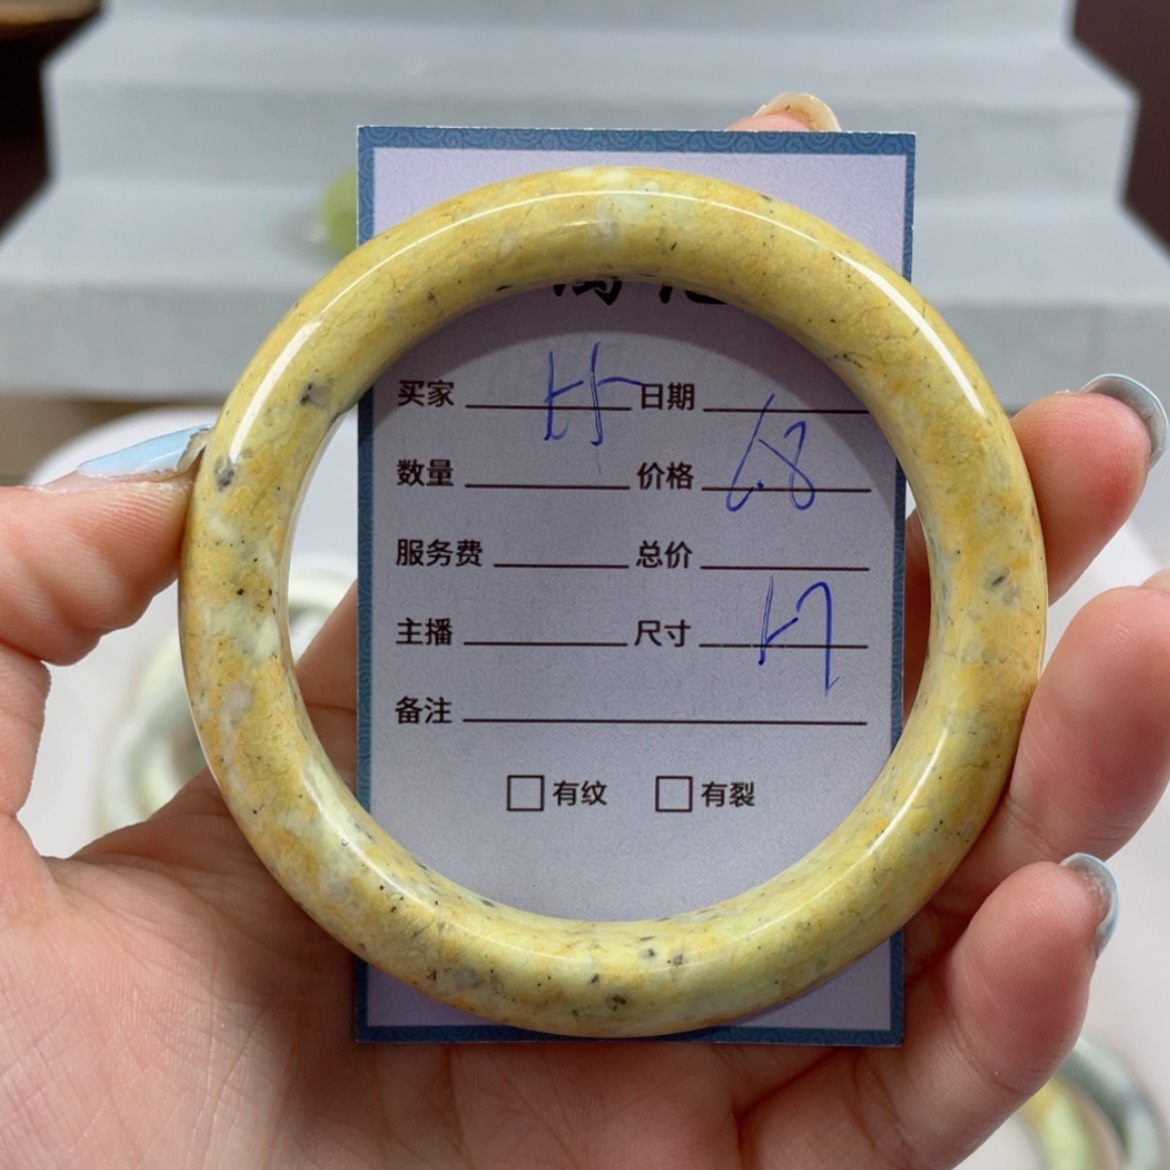 买家 日期
数量 价格 68
服务费 总价
主播 尺寸
备注
□ 有纹 □ 有裂